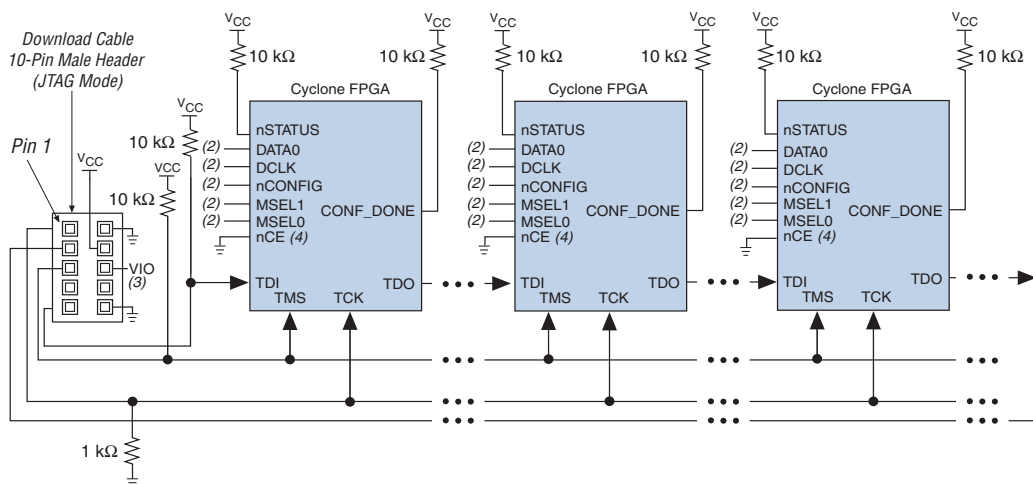 Download Cable
10-Pin Male Header
(JTAG Mode)
Pin 1
VCC
VIO
(3)
VCC
10 kΩ
VCC
10 kΩ
1 kΩ
VCC
10 kΩ
VCC
10 kΩ
Cyclone FPGA
nSTATUS
(2) DATA0
(2) DCLK
(2) nCONFIG
(2) MSEL1
(2) MSEL0
CONF_DONE
nCE (4)
TDI
TDO
TMS
TCK
VCC
10 kΩ
VCC
10 kΩ
Cyclone FPGA
nSTATUS
(2) DATA0
(2) DCLK
(2) nCONFIG
(2) MSEL1
(2) MSEL0
CONF_DONE
nCE (4)
TDI
TDO
TMS
TCK
VCC
10 kΩ
VCC
10 kΩ
Cyclone FPGA
nSTATUS
(2) DATA0
(2) DCLK
(2) nCONFIG
(2) MSEL1
(2) MSEL0
CONF_DONE
nCE (4)
TDI
TDO
TMS
TCK